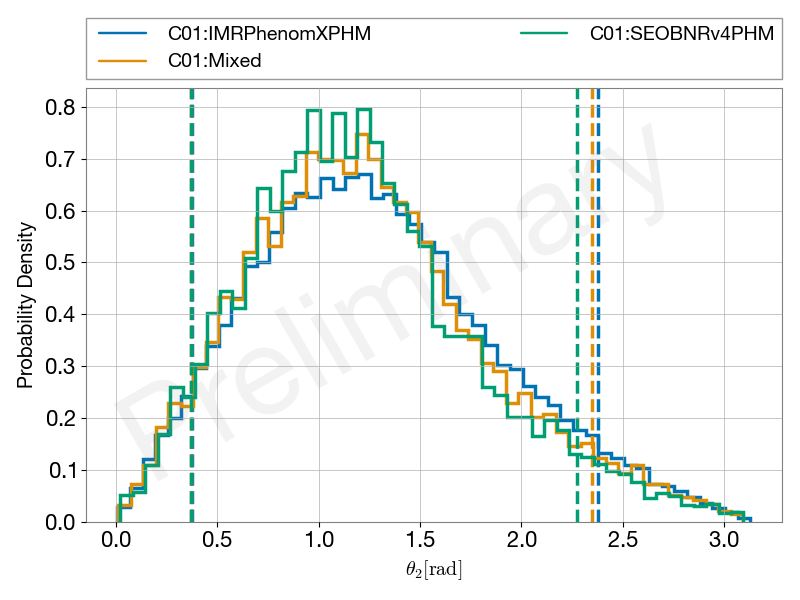 C01:IMRPhenomXPHM
C01:Mixed
C01:SEOBNRv4PHM
0.8
0.7
0.6
0.5
0.4
0.3
0.2
0.1
0.0
Probability Density
Preliminary
0.0 0.5 1.0 1.5 2.0 2.5 3.0
θ₂[rad]